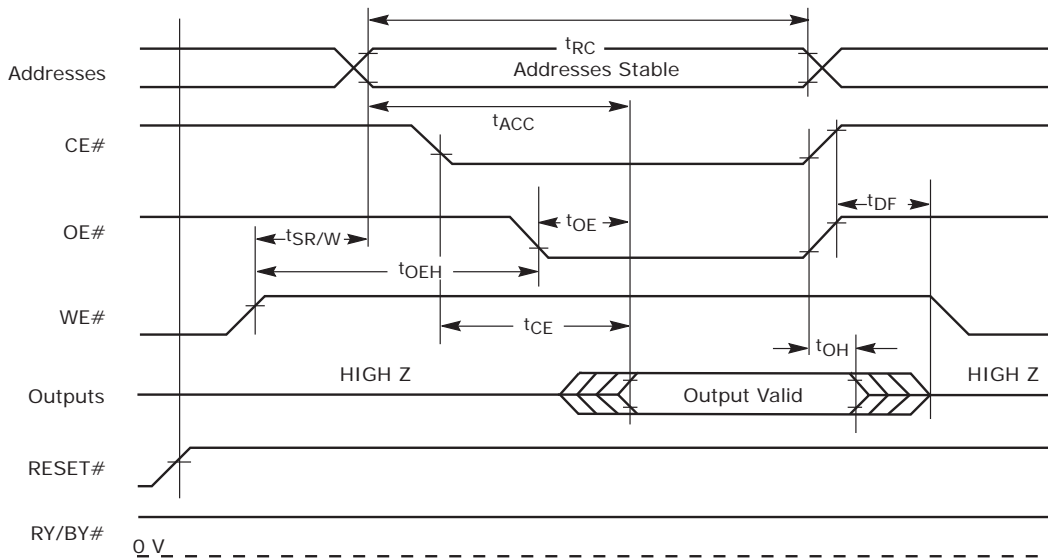 tRC
Addresses
Addresses Stable
tACC
CE#
tDF
OE#
tOE
tSR/W
tOEH
WE#
tCE
tOH
HIGH Z
HIGH Z
Outputs
Output Valid
RESET#
RY/BY#
0 V